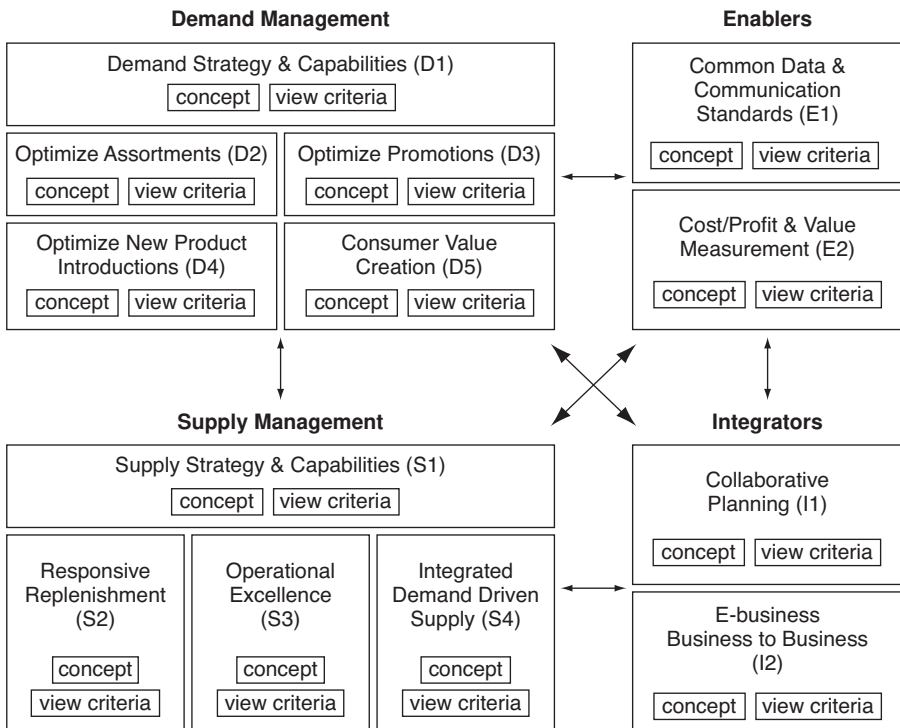 Demand Management
Demand Strategy & Capabilities (D1)
concept view criteria
Optimize Assortments (D2)
concept view criteria
Optimize Promotions (D3)
concept view criteria
Optimize New Product
Introductions (D4)
concept view criteria
Consumer Value
Creation (D5)
concept view criteria
Enablers
Common Data &
Communication
Standards (E1)
concept view criteria
Cost/Profit & Value
Measurement (E2)
concept view criteria
Supply Management
Supply Strategy & Capabilities (S1)
concept view criteria
Responsive
Replenishment
(S2)
concept
view criteria
Operational
Excellence
(S3)
concept
view criteria
Integrated
Demand Driven
Supply (S4)
concept
view criteria
Integrators
Collaborative
Planning (I1)
concept view criteria
E-business
Business to Business
(I2)
concept view criteria